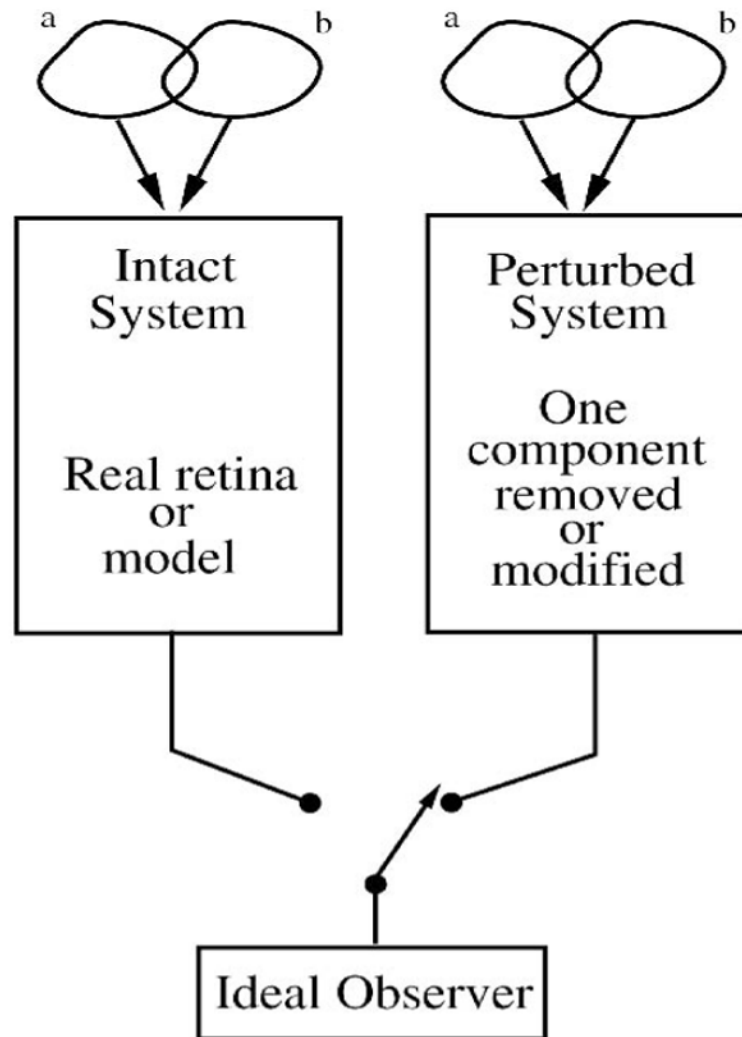 a b
a b
Intact
System
Real retina
or
model
Perturbed
System
One
component
removed
or
modified
Ideal Observer